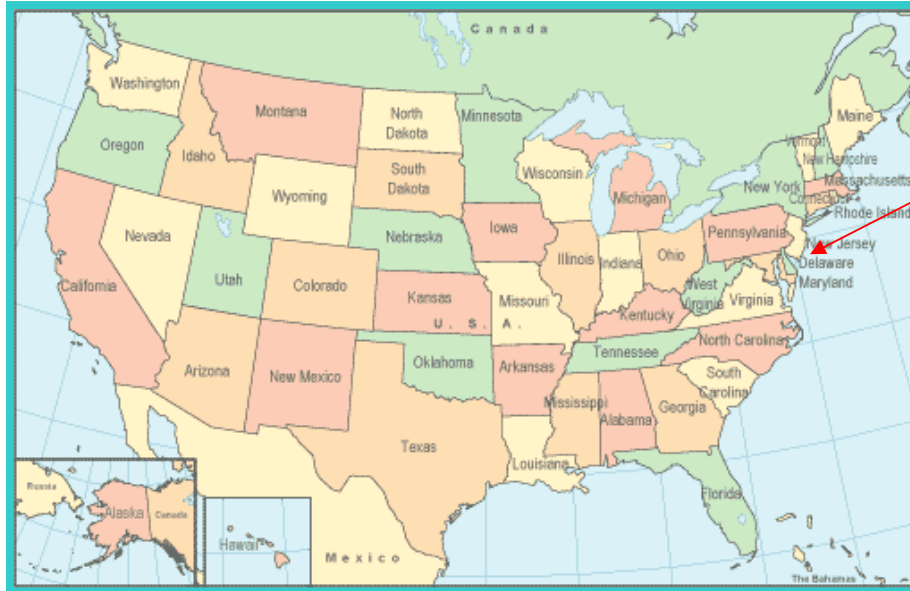 Canada
Washington
Montana
North
Dakota
Minnesota
Maine
Oregon
Idaho
Vermont
New Hampshire
Wisconsin
South
Dakota
Massachusetts
New York
Wyoming
Michigan
Connecticut
Rhode Island
Iowa
Pennsylvania
Nevada
Nebraska
New Jersey
Illinois
Indiana
Ohio
Delaware
Utah
Colorado
California
West
Virginia
Maryland
Kansas
Missouri
Virginia
Kentucky
U. S. A.
North Carolina
Tennessee
Oklahoma
Arkansas
Arizona
New Mexico
South
Carolina
Mississippi
Alabama
Georgia
Texas
Louisiana
Florida
Russia
Alaska
Canada
Hawaii
Mexico
The Bahamas